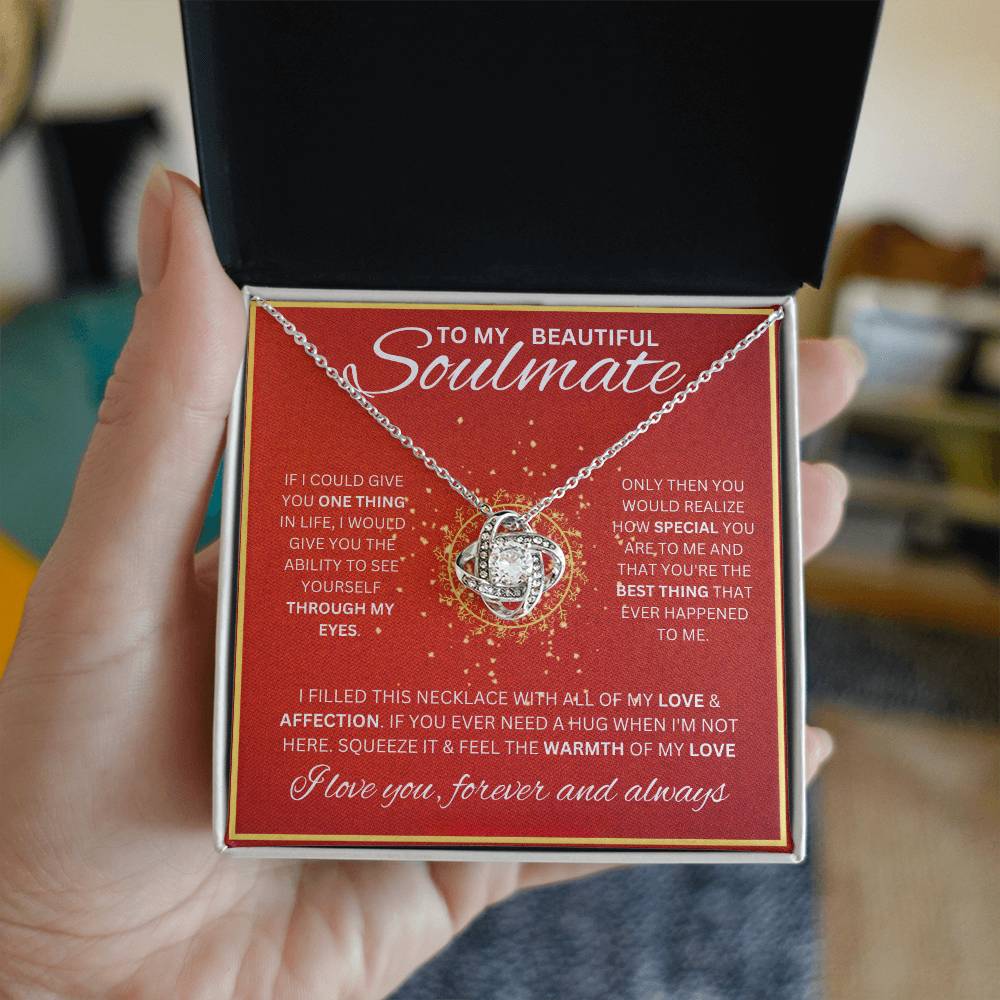 TO MY BEAUTIFUL
Soulmate
IF I COULD GIVE
YOU ONE THING
IN LIFE, I WOULD
GIVE YOU THE
ABILITY TO SEE
YOURSELF
THROUGH MY
EYES.
ONLY THEN YOU
WOULD REALIZE
HOW SPECIAL YOU
ARE TO ME AND
THAT YOU'RE THE
BEST THING THAT
EVER HAPPENED
TO ME.
I FILLED THIS NECKLACE WITH ALL OF MY LOVE &
AFFECTION. IF YOU EVER NEED A HUG WHEN I'M NOT
HERE. SQUEEZE IT & FEEL THE WARMTH OF MY LOVE
I love you, forever and always